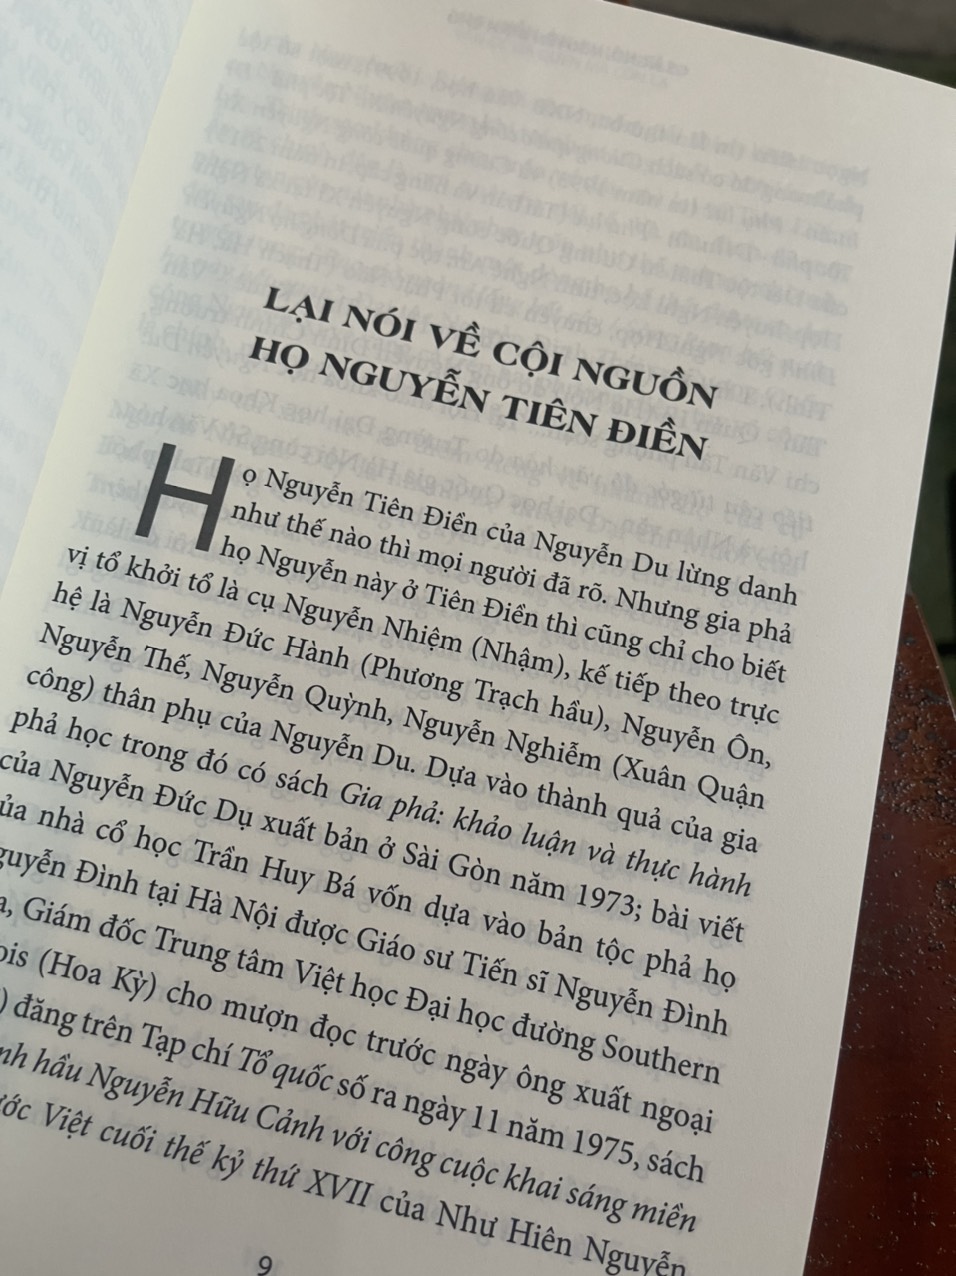 LẠI NÓI VỀ CỘI NGUỒN
HỌ NGUYỄN TIÊN ĐIỀN
Họ Nguyễn Tiên Điền của Nguyễn Du lừng danh
như thế nào thì mọi người đã rõ. Nhưng gia phả
họ Nguyễn này ở Tiên Điền thì cũng chỉ cho biết
vị tổ khởi tổ là cụ Nguyễn Nhiệm (Nhậm), kế tiếp theo trực
hệ là Nguyễn Đức Hành (Phương Trạch hầu), Nguyễn Ôn,
Nguyễn Thế, Nguyễn Quỳnh, Nguyễn Nghiễm (Xuân Quận
công) thân phụ của Nguyễn Du. Dựa vào thành quả của gia
phả học trong đó có sách Gia phả: khảo luận và thực hành
của Nguyễn Đức Dụ xuất bản ở Sài Gòn năm 1973; bài viết
của nhà cổ học Trần Huy Bá vốn dựa vào bản tộc phả họ
Nguyễn Đình tại Hà Nội được Giáo sư Tiến sĩ Nguyễn Đình
Giám đốc Trung tâm Việt học Đại học đường Southern
(Hoa Kỳ) cho mượn đọc trước ngày ông xuất ngoại
) đăng trên Tạp chí Tổ quốc số ra ngày 11 năm 1975, sách
hầu Nguyễn Hữu Cảnh với công cuộc khai sáng miền
Việt cuối thế kỷ thứ XVII của Như Hiên Nguyễn
9